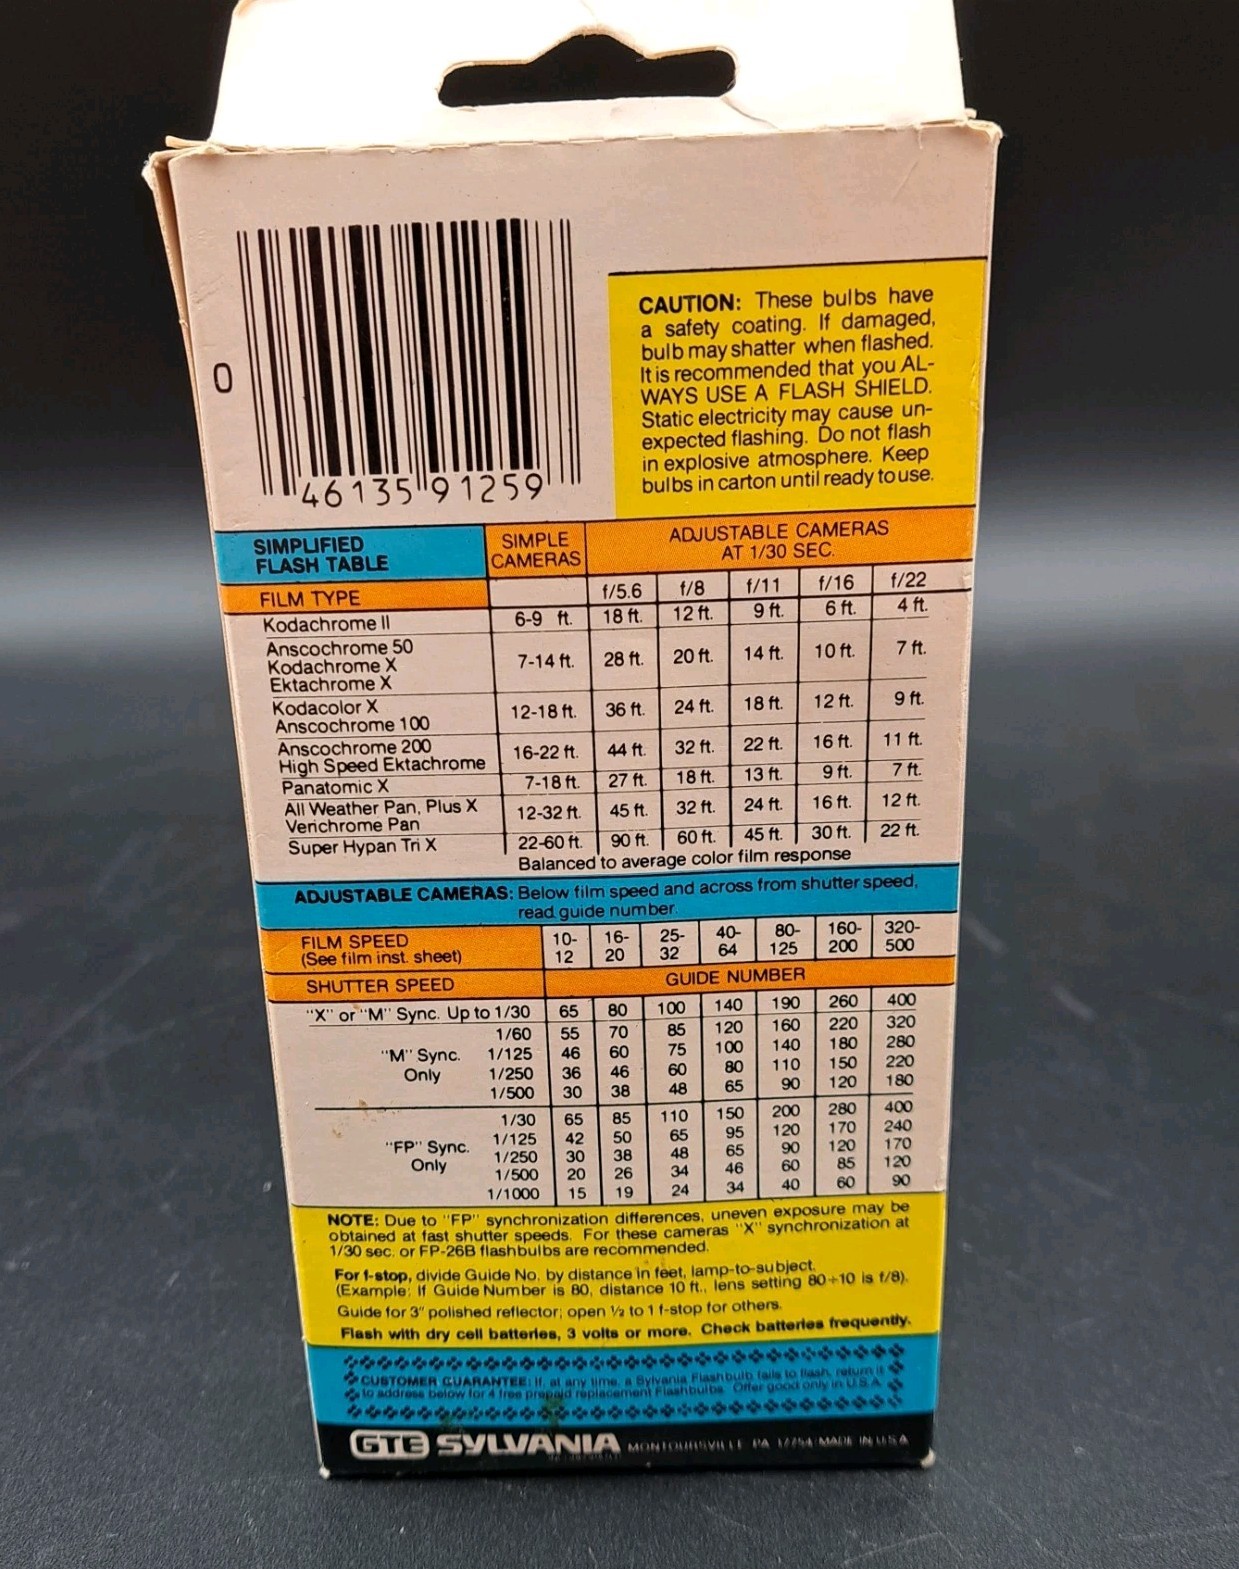 0
46135 91259
CAUTION: These bulbs have
a safety coating. If damaged,
bulb may shatter when flashed.
It is recommended that you AL-
WAYS USE A FLASH SHIELD.
Static electricity may cause un-
expected flashing. Do not flash
in explosive atmosphere. Keep
bulbs in carton until ready to use.
SIMPLIFIED
FLASH TABLE
SIMPLE
CAMERAS
ADJUSTABLE CAMERAS
AT 1/30 SEC.
FILM TYPE
f/5.6 f/8 f/11 f/16 f/22
Kodachrome II 6-9 ft. 18 ft. 12 ft. 9 ft. 6 ft. 4 ft.
Anscochrome 50
Kodachrome X 7-14 ft. 28 ft. 20 ft. 14 ft. 10 ft. 7 ft.
Ektachrome X
Kodacolor X
Anscochrome 100 12-18 ft. 36 ft. 24 ft. 18 ft. 12 ft. 9 ft.
Anscochrome 200
High Speed Ektachrome 16-22 ft. 44 ft. 32 ft. 22 ft. 16 ft. 11 ft.
Panatomic X 7-18 ft. 27 ft. 18 ft. 13 ft. 9 ft. 7 ft.
All Weather Pan, Plus X
Verichrome Pan 12-32 ft. 45 ft. 32 ft. 24 ft. 16 ft. 12 ft.
Super Hypan Tri X 22-60 ft. 90 ft. 60 ft. 45 ft. 30 ft. 22 ft.
Balanced to average color film response
ADJUSTABLE CAMERAS: Below film speed and across from shutter speed,
read guide number.
FILM SPEED
(See film inst. sheet)
10-12 16-20 25-32 40-64 80-125 160-200 320-500
SHUTTER SPEED GUIDE NUMBER
"X" or "M" Sync. Up to 1/30 65 80 100 140 190 260 400
1/60 55 70 85 120 160 220 320
"M" Sync. 1/125 46 60 75 100 140 180 280
Only 1/250 36 46 60 80 110 150 220
1/500 30 38 48 65 90 120 180
1/30 65 85 110 150 200 280 400
"FP" Sync. 1/125 42 50 65 95 120 170 240
Only 1/250 30 38 48 65 90 120 170
1/500 20 26 34 46 60 85 120
1/1000 15 19 24 34 40 60 90
NOTE: Due to "FP" synchronization differences, uneven exposure may be
obtained at fast shutter speeds. For these cameras "X" synchronization at
1/30 sec. or FP-26B flashbulbs are recommended.
For f-stop, divide Guide No. by distance in feet, lamp-to-subject.
(Example: If Guide Number is 80, distance 10 ft., lens setting 80÷10 is f/8).
Guide for 3" polished reflector; open ½ to 1 f-stop for others.
Flash with dry cell batteries, 3 volts or more. Check batteries frequently.
CUSTOMER GUARANTEE: If, at any time, a Sylvania Flashbulb fails to flash, return it
to address below for 4 free prepaid replacement Flashbulbs. Offer good only in U.S.A.
GTE SYLVANIA MONTOURSVILLE PA 17754 MADE IN U.S.A